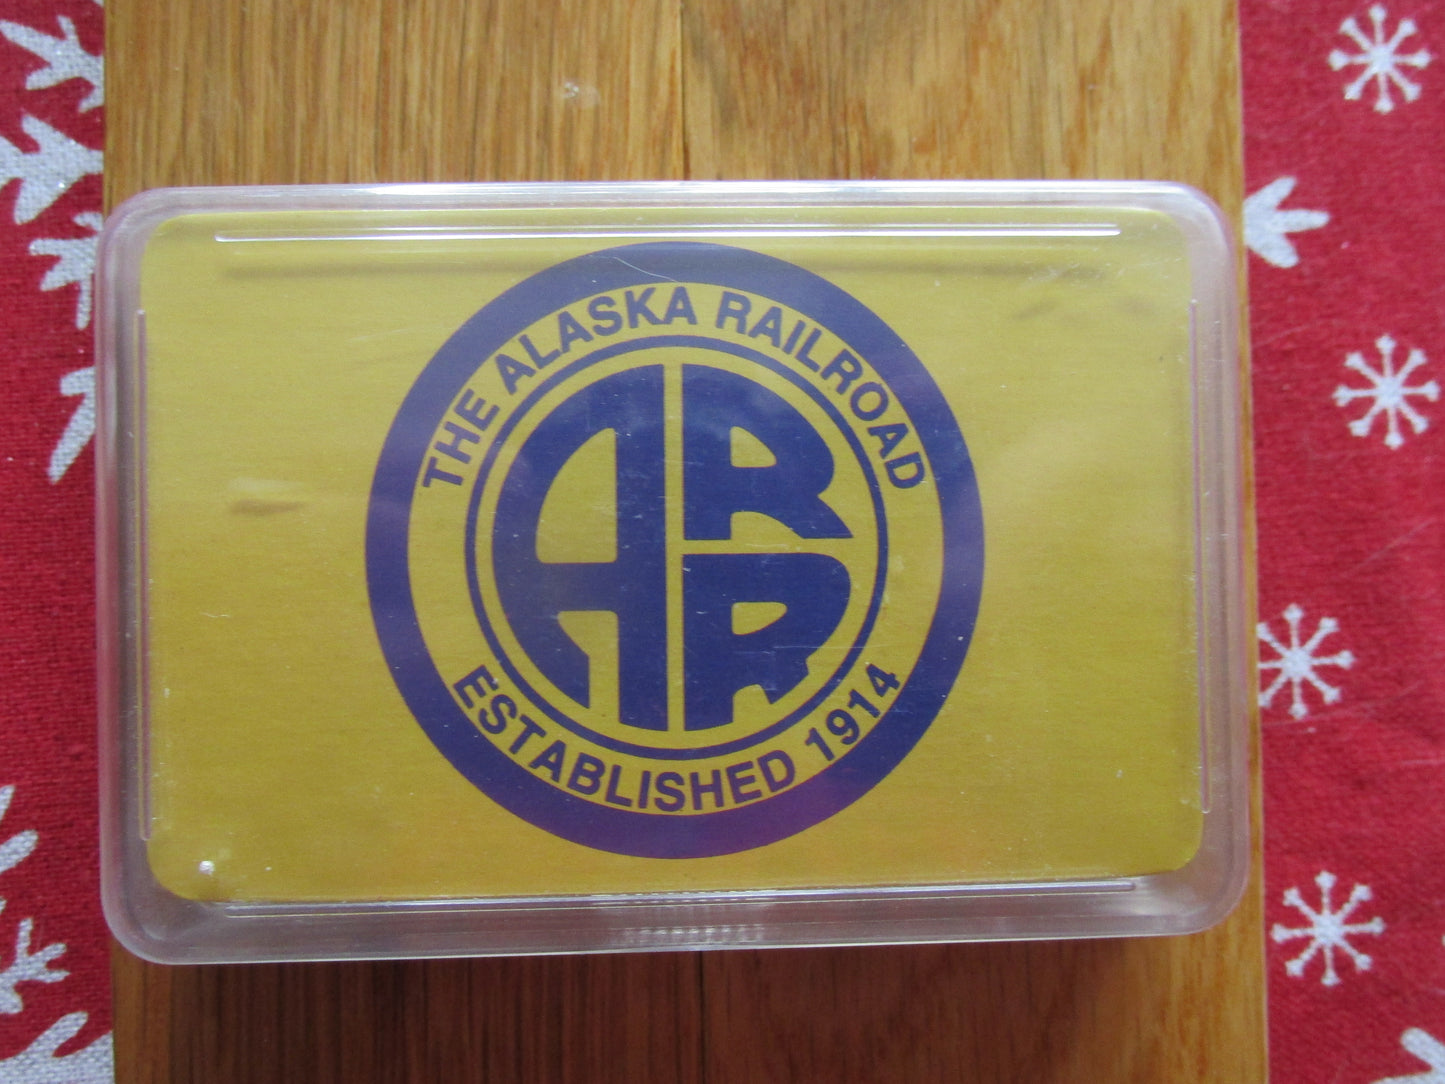 THE ALASKA RAILROAD
ARR
ESTABLISHED 1914